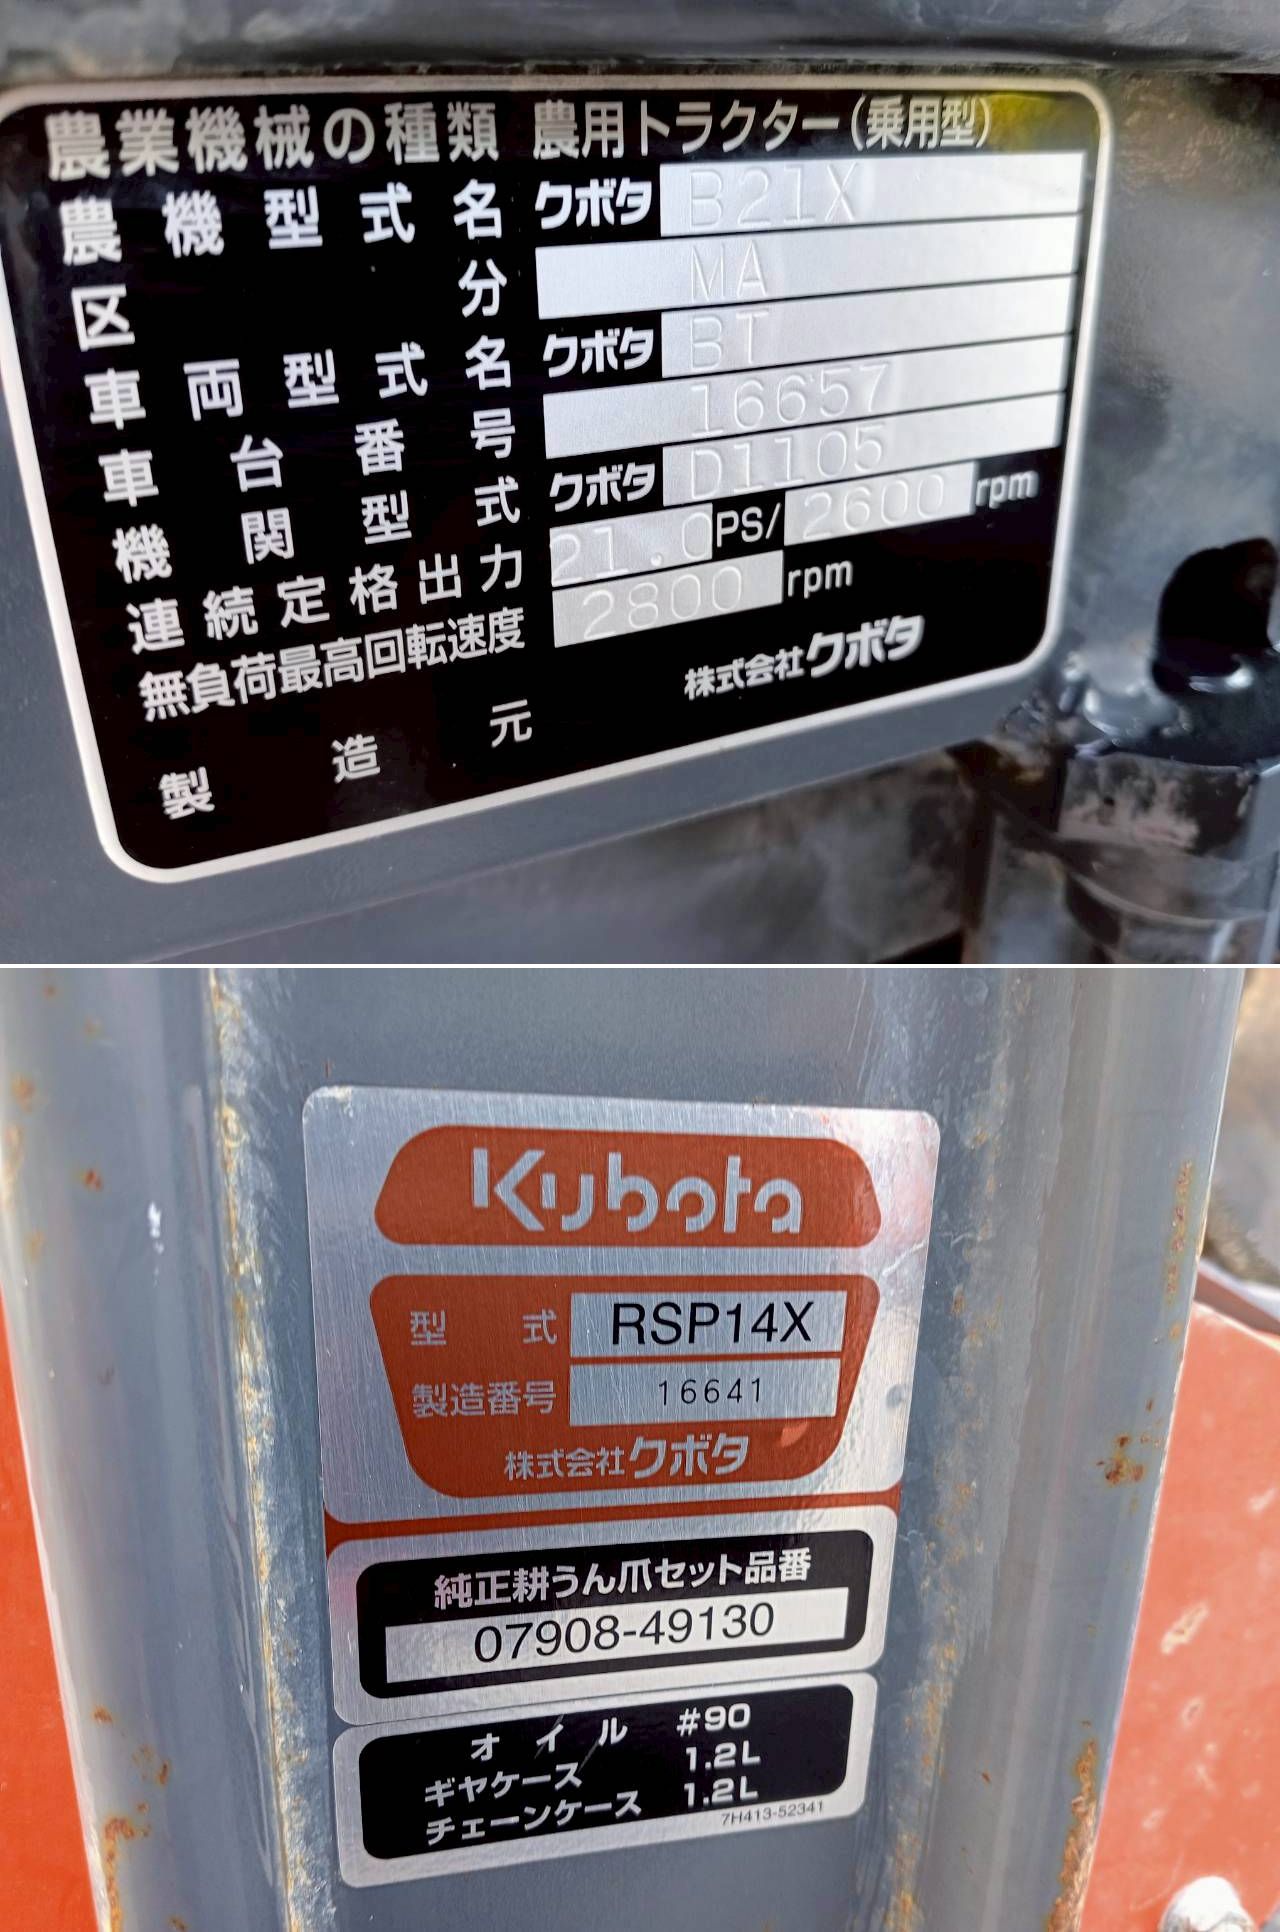 農業機械の種類 農用トラクター(乗用型)
農機型式名 クボタ B21X
区分 MA
車両型式名 クボタ BT
車台番号 16657
機関型式 クボタ D1105
連続定格出力 21.0PS/2600rpm
無負荷最高回転速度 2800rpm
製造元 株式会社クボタ
Kubota
型式 RSP14X
製造番号 16641
株式会社クボタ
純正耕うん爪セット品番
07908-49130
オイル #90
ギヤケース 1.2L
チェーンケース 1.2L
7H413-52341